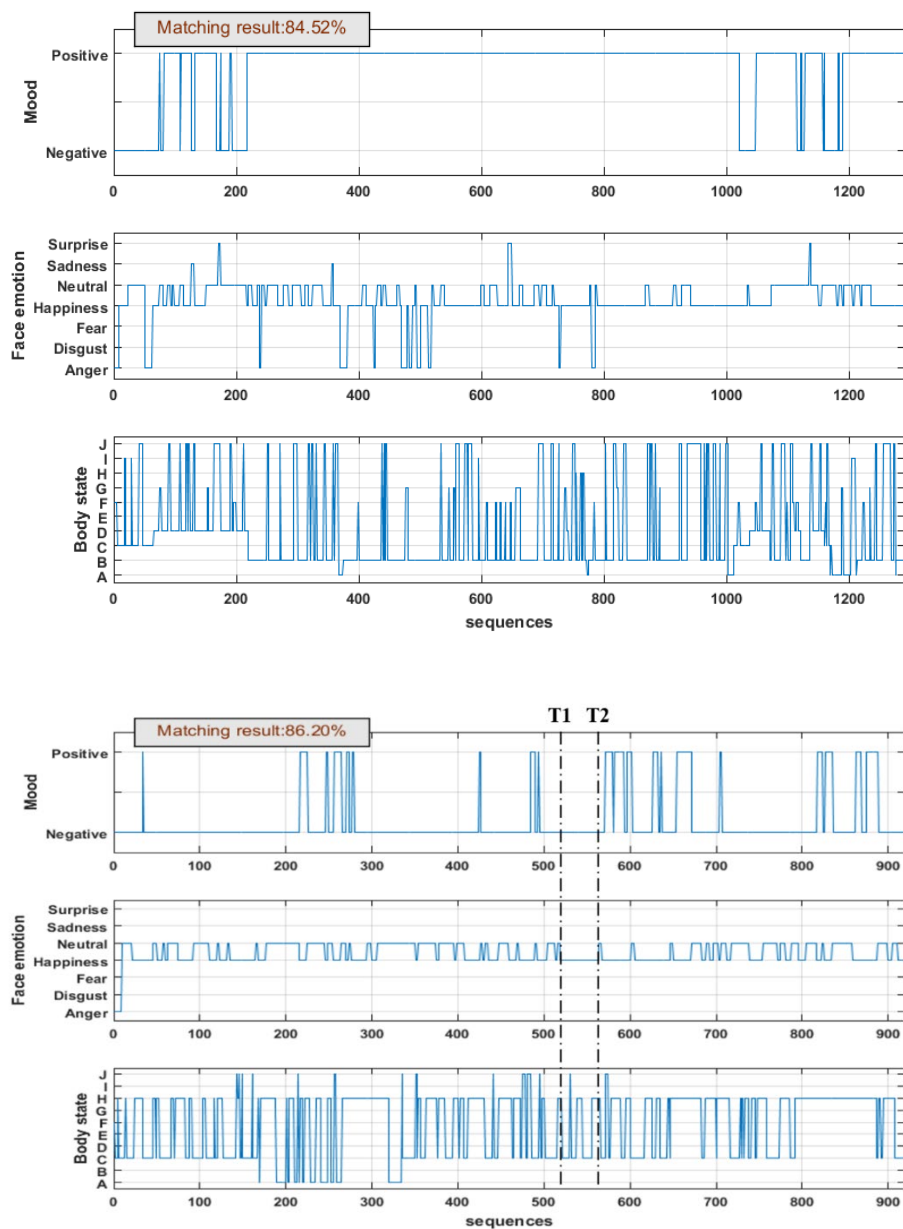 Matching result:84.52%
Positive
Negative
Mood
0 200 400 600 800 1000 1200
Surprise
Sadness
Neutral
Happiness
Fear
Disgust
Anger
Face emotion
0 200 400 600 800 1000 1200
J
I
H
G
F
E
D
C
B
A
Body state
0 200 400 600 800 1000 1200
sequences
T1 T2
Matching result:86.20%
Positive
Negative
Mood
0 100 200 300 400 500 600 700 800 900
Surprise
Sadness
Neutral
Happiness
Fear
Disgust
Anger
Face emotion
0 100 200 300 400 500 600 700 800 900
J
I
H
G
F
E
D
C
B
A
Body state
0 100 200 300 400 500 600 700 800 900
sequences